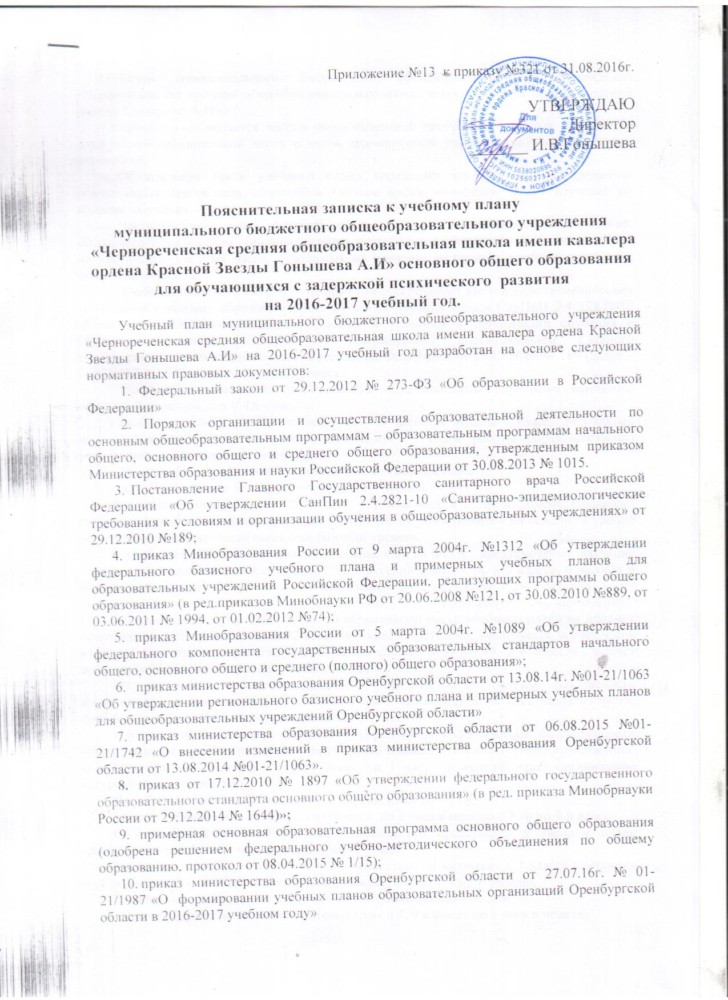 Приложение №13 к приказу №321 от 31.08.2016г.
УТВЕРЖДАЮ
Директор
И.В.Гонышева
Для
документов
ИНН 5638020896
ОГРН 1025602732286
Пояснительная записка к учебному плану
муниципального бюджетного общеобразовательного учреждения
«Чернореченская средняя общеобразовательная школа имени кавалера
ордена Красной Звезды Гонышева А.И» основного общего образования
для обучающихся с задержкой психического развития
на 2016-2017 учебный год.
Учебный план муниципального бюджетного общеобразовательного учреждения
«Чернореченская средняя общеобразовательная школа имени кавалера ордена Красной
Звезды Гонышева А.И» на 2016-2017 учебный год разработан на основе следующих
нормативных правовых документов:
1. Федеральный закон от 29.12.2012 № 273-ФЗ «Об образовании в Российской
Федерации»
2. Порядок организации и осуществления образовательной деятельности по
основным общеобразовательным программам – образовательным программам начального
общего, основного общего и среднего общего образования, утвержденным приказом
Министерства образования и науки Российской Федерации от 30.08.2013 № 1015.
3. Постановление Главного Государственного санитарного врача Российской
Федерации «Об утверждении СанПин 2.4.2821-10 «Санитарно-эпидемиологические
требования к условиям и организации обучения в общеобразовательных учреждениях» от
29.12.2010 №189;
4. приказ Минобразования России от 9 марта 2004г. №1312 «Об утверждении
федерального базисного учебного плана и примерных учебных планов для
образовательных учреждений Российской Федерации. реализующих программы общего
образования» (в ред.приказов Минобнауки РФ от 20.06.2008 №121, от 30.08.2010 №889, от
03.06.2011 № 1994. от 01.02.2012 №74);
5. приказ Минобразования России от 5 марта 2004г. №1089 «Об утверждении
федерального компонента государственных образовательных стандартов начального
общего, основного общего и среднего (полного) общего образования»;
6. приказ министерства образования Оренбургской области от 13.08.14г. №01-21/1063
«Об утверждении регионального базисного учебного плана и примерных учебных планов
для общеобразовательных учреждений Оренбургской области»
7. приказ министерства образования Оренбургской области от 06.08.2015 №01-
21/1742 «О внесении изменений в приказ министерства образования Оренбургской
области от 13.08.2014 №01-21/1063».
8. приказ от 17.12.2010 № 1897 «Об утверждении федерального государственного
образовательного стандарта основного общего образования» (в ред. приказа Минобрнауки
России от 29.12.2014 № 1644)»;
9. примерная основная образовательная программа основного общего образования
(одобрена решением федерального учебно-методического объединения по общему
образованию, протокол от 08.04.2015 № 1/15);
10. приказ министерства образования Оренбургской области от 27.07.16г. № 01-
21/1987 «О формировании учебных планов образовательных организаций Оренбургской
области в 2016-2017 учебном году»